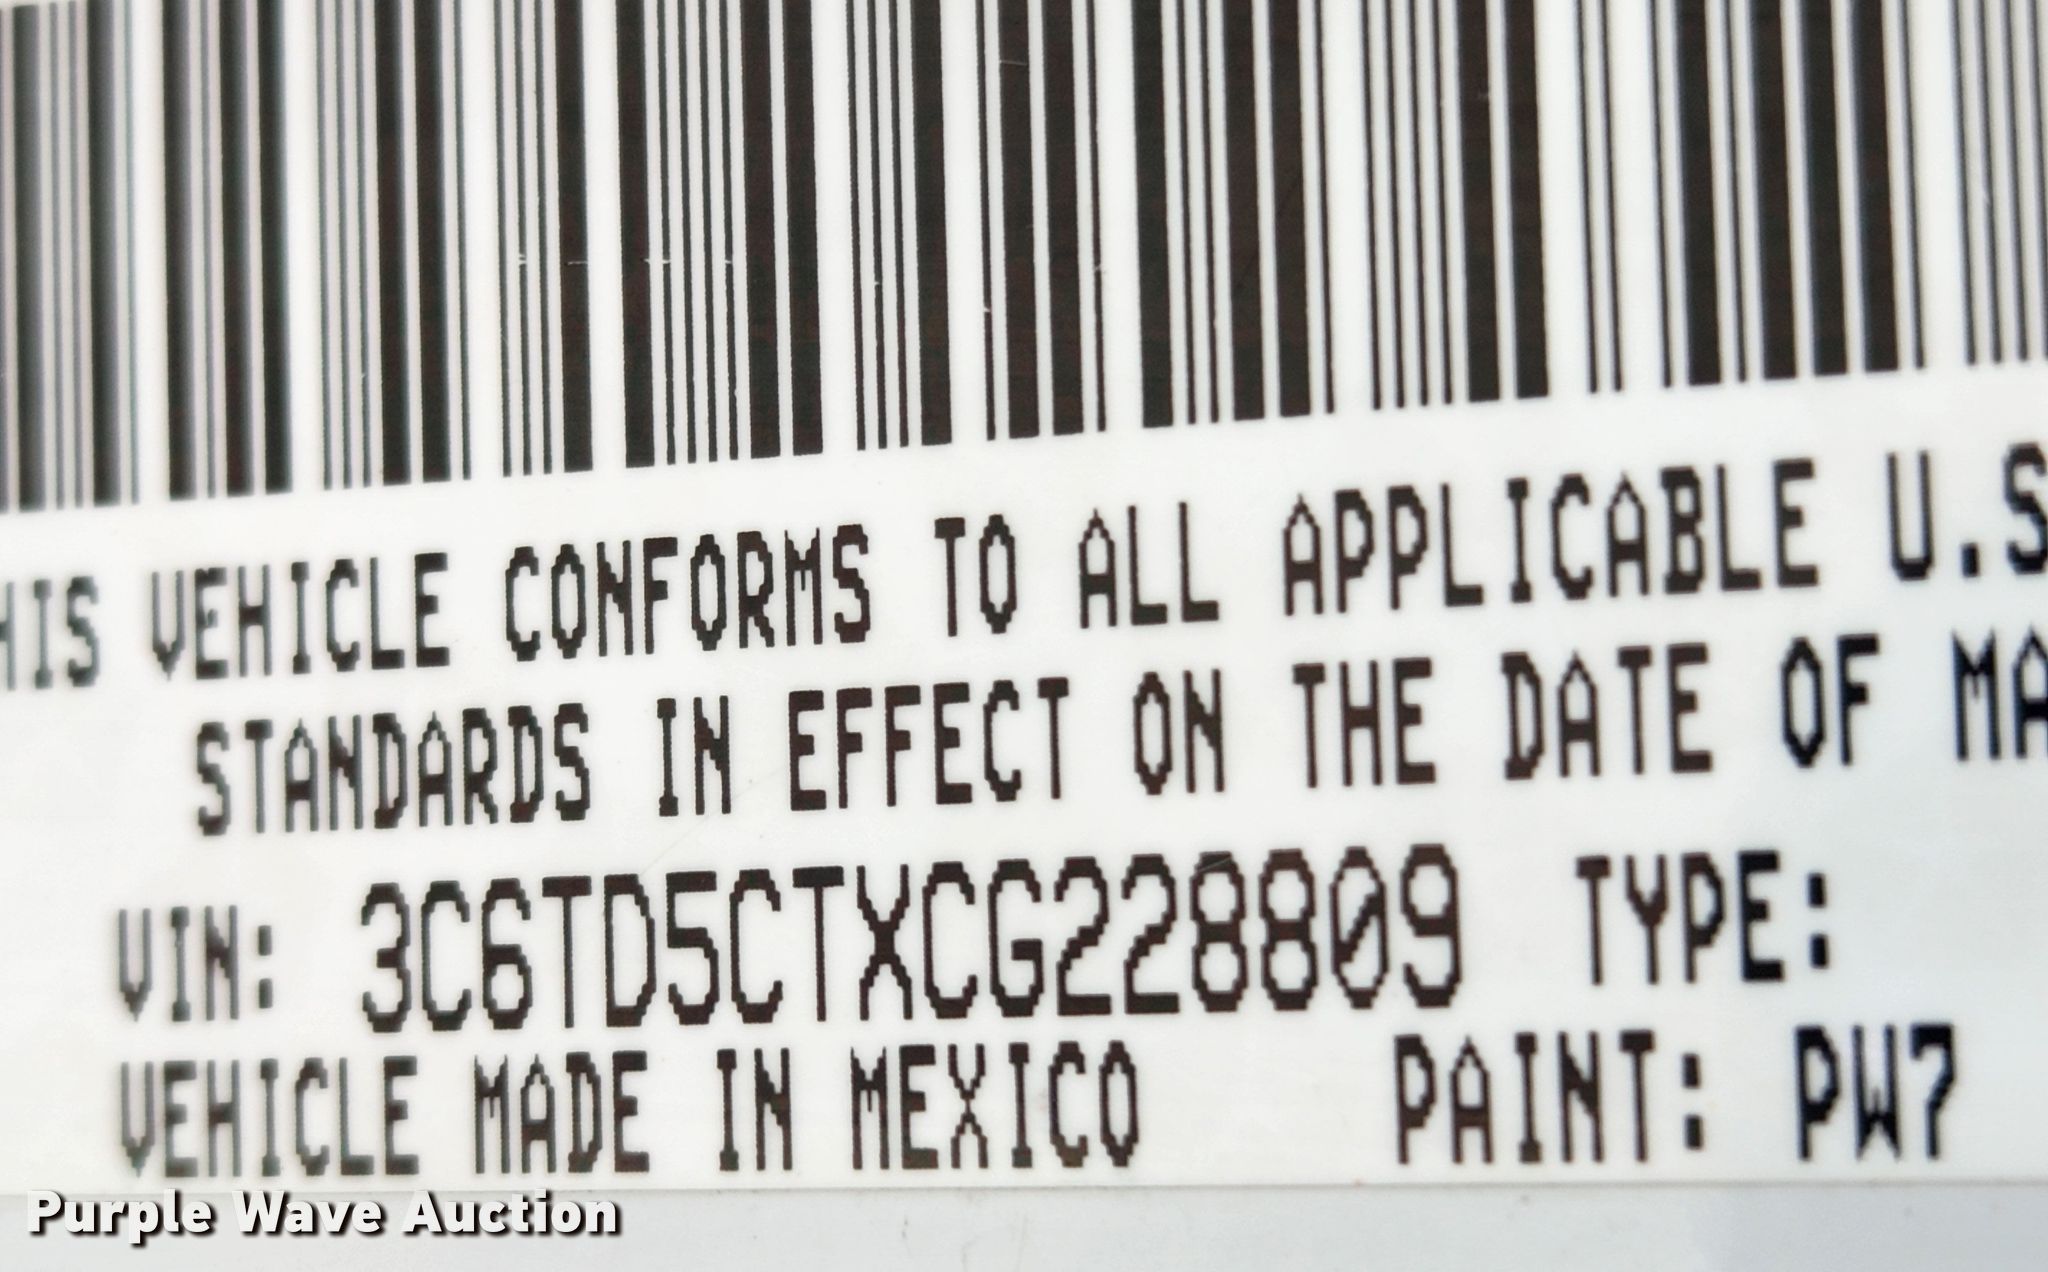 HIS VEHICLE CONFORMS TO ALL APPLICABLE U.S
STANDARDS IN EFFECT ON THE DATE OF MA
VIN: 3C6TD5CTXCG228809 TYPE:
VEHICLE MADE IN MEXICO PAINT: PW7
Purple Wave Auction